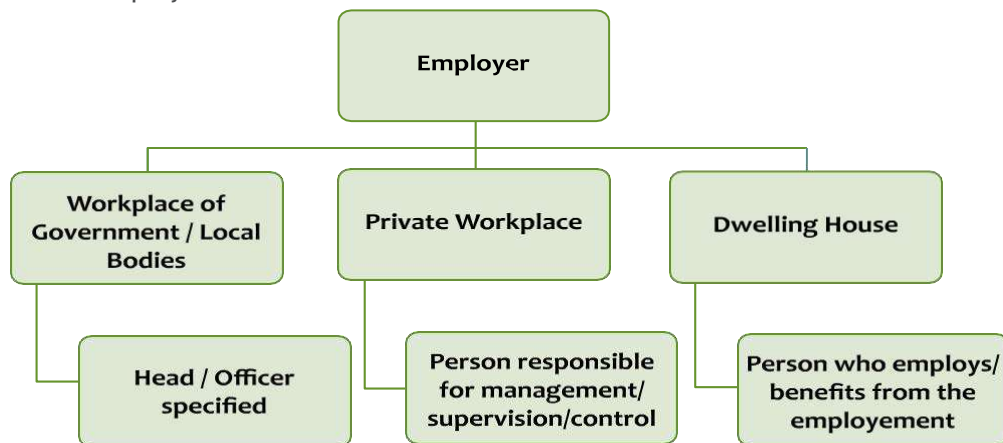 Employer
Workplace of
Government / Local
Bodies
Private Workplace
Dwelling House
Head / Officer
specified
Person responsible
for management/
supervision/control
Person who employs/
benefits from the
employement